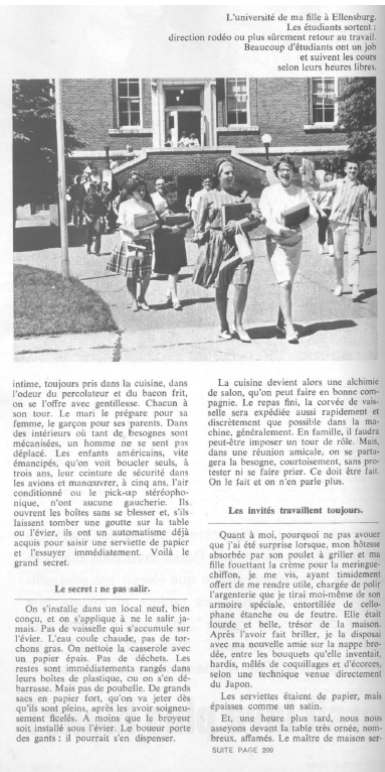 L'université de ma fille à Ellensburg.
Les étudiants sortent :
direction rodéo ou plus sûrement retour au travail.
Beaucoup d'étudiants ont un job
et suivent les cours
selon leurs heures libres.
intime, toujours pris dans la cuisine, dans
l'odeur du percolateur et du bacon frit,
on se l'offre avec gentillesse. Chacun à
son tour. Le mari le prépare pour sa
femme, le garçon pour ses parents. Dans
des intérieurs où tant de besognes sont
mécanisées, un homme ne se sent pas
déplacé. Les enfants américains, vite
émancipés, qu'on voit boucler seuls, à
trois ans, leur ceinture de sécurité dans
les avions et manœuvrer, à cinq ans, l'air
conditionné ou le pick-up stéréopho-
nique, n'ont aucune gaucherie. Ils
ouvrent les boîtes sans se blesser et, s'ils
laissent tomber une goutte sur la table
ou l'évier, ils ont un automatisme déjà
acquis pour saisir une serviette de papier
et l'essuyer immédiatement. Voilà le
grand secret.
Le secret : ne pas salir.
On s'installe dans un local neuf, bien
conçu, et on s'applique à ne le salir ja-
mais. Pas de vaisselle qui s'accumule sur
l'évier. L'eau coule chaude, pas de tor-
chons gras. On nettoie la casserole avec
un papier épais. Pas de déchets. Les
restes sont immédiatement rangés dans
leurs boîtes de plastique, ou on s'en dé-
barrasse. Mais pas de poubelle. De grands
sacs en papier fort, qu'on va jeter dès
qu'ils sont pleins, après les avoir soigneu-
sement ficelés. A moins que le broyeur
soit installé sous l'évier. Le boueur porte
des gants : il pourrait s'en dispenser.
La cuisine devient alors une alchimie
de salon, qu'on peut faire en bonne com-
pagnie. Le repas fini, la corvée de vais-
selle sera expédiée aussi rapidement et
discrètement que possible dans la ma-
chine, généralement. En famille, il faudra
peut-être imposer un tour de rôle. Mais,
dans une réunion amicale, on se parta-
gera la besogne, courtoisement, sans pro-
tester ni se faire prier. Ce doit être fait.
On le fait et on n'en parle plus.
Les invités travaillent toujours.
Quant à moi, pourquoi ne pas avouer
que j'ai été surprise lorsque, mon hôtesse
absorbée par son poulet à griller et ma
fille fouettant la crème pour la meringue-
chiffon, je me vis, ayant timidement
offert de me rendre utile, chargée de polir
l'argenterie que je tirai moi-même de son
armoire spéciale, entortillée de cello-
phane étanche ou de feutre. Elle était
lourde et belle, trésor de la maison.
Après l'avoir fait briller, je la disposai
avec ma nouvelle amie sur la nappe bro-
dée, entre les bouquets qu'elle inventait,
hardis, mêlés de coquillages et d'écorces,
selon une technique venue directement
du Japon.
Les serviettes étaient de papier, mais
épaisses comme un satin.
Et, une heure plus tard, nous nous
asseyons devant la table très ornée, nom-
breux, affamés. Le maître de maison ser-
SUITE PAGE 200